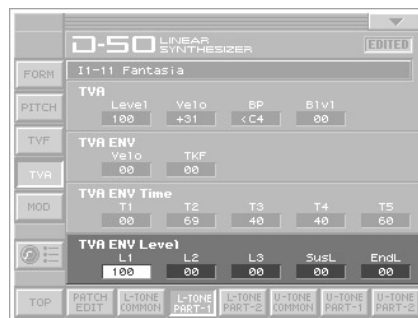 D-50 LINEAR SYNTHESIZER EDITED
FORM
I1-11 Fantasia
PITCH
TVA
Level Velo BP Blvl
100 +31 <C4 00
TVF
TVA ENV
Velo TKF
00 00
TVA
TVA ENV Time
T1 T2 T3 T4 T5
MOD
00 69 40 40 60
TVA ENV Level
L1 L2 L3 SusL EndL
100 00 00 00 00
TOP PATCH EDIT L-TONE COMMON L-TONE PART-1 L-TONE PART-2 U-TONE COMMON U-TONE PART-1 U-TONE PART-2